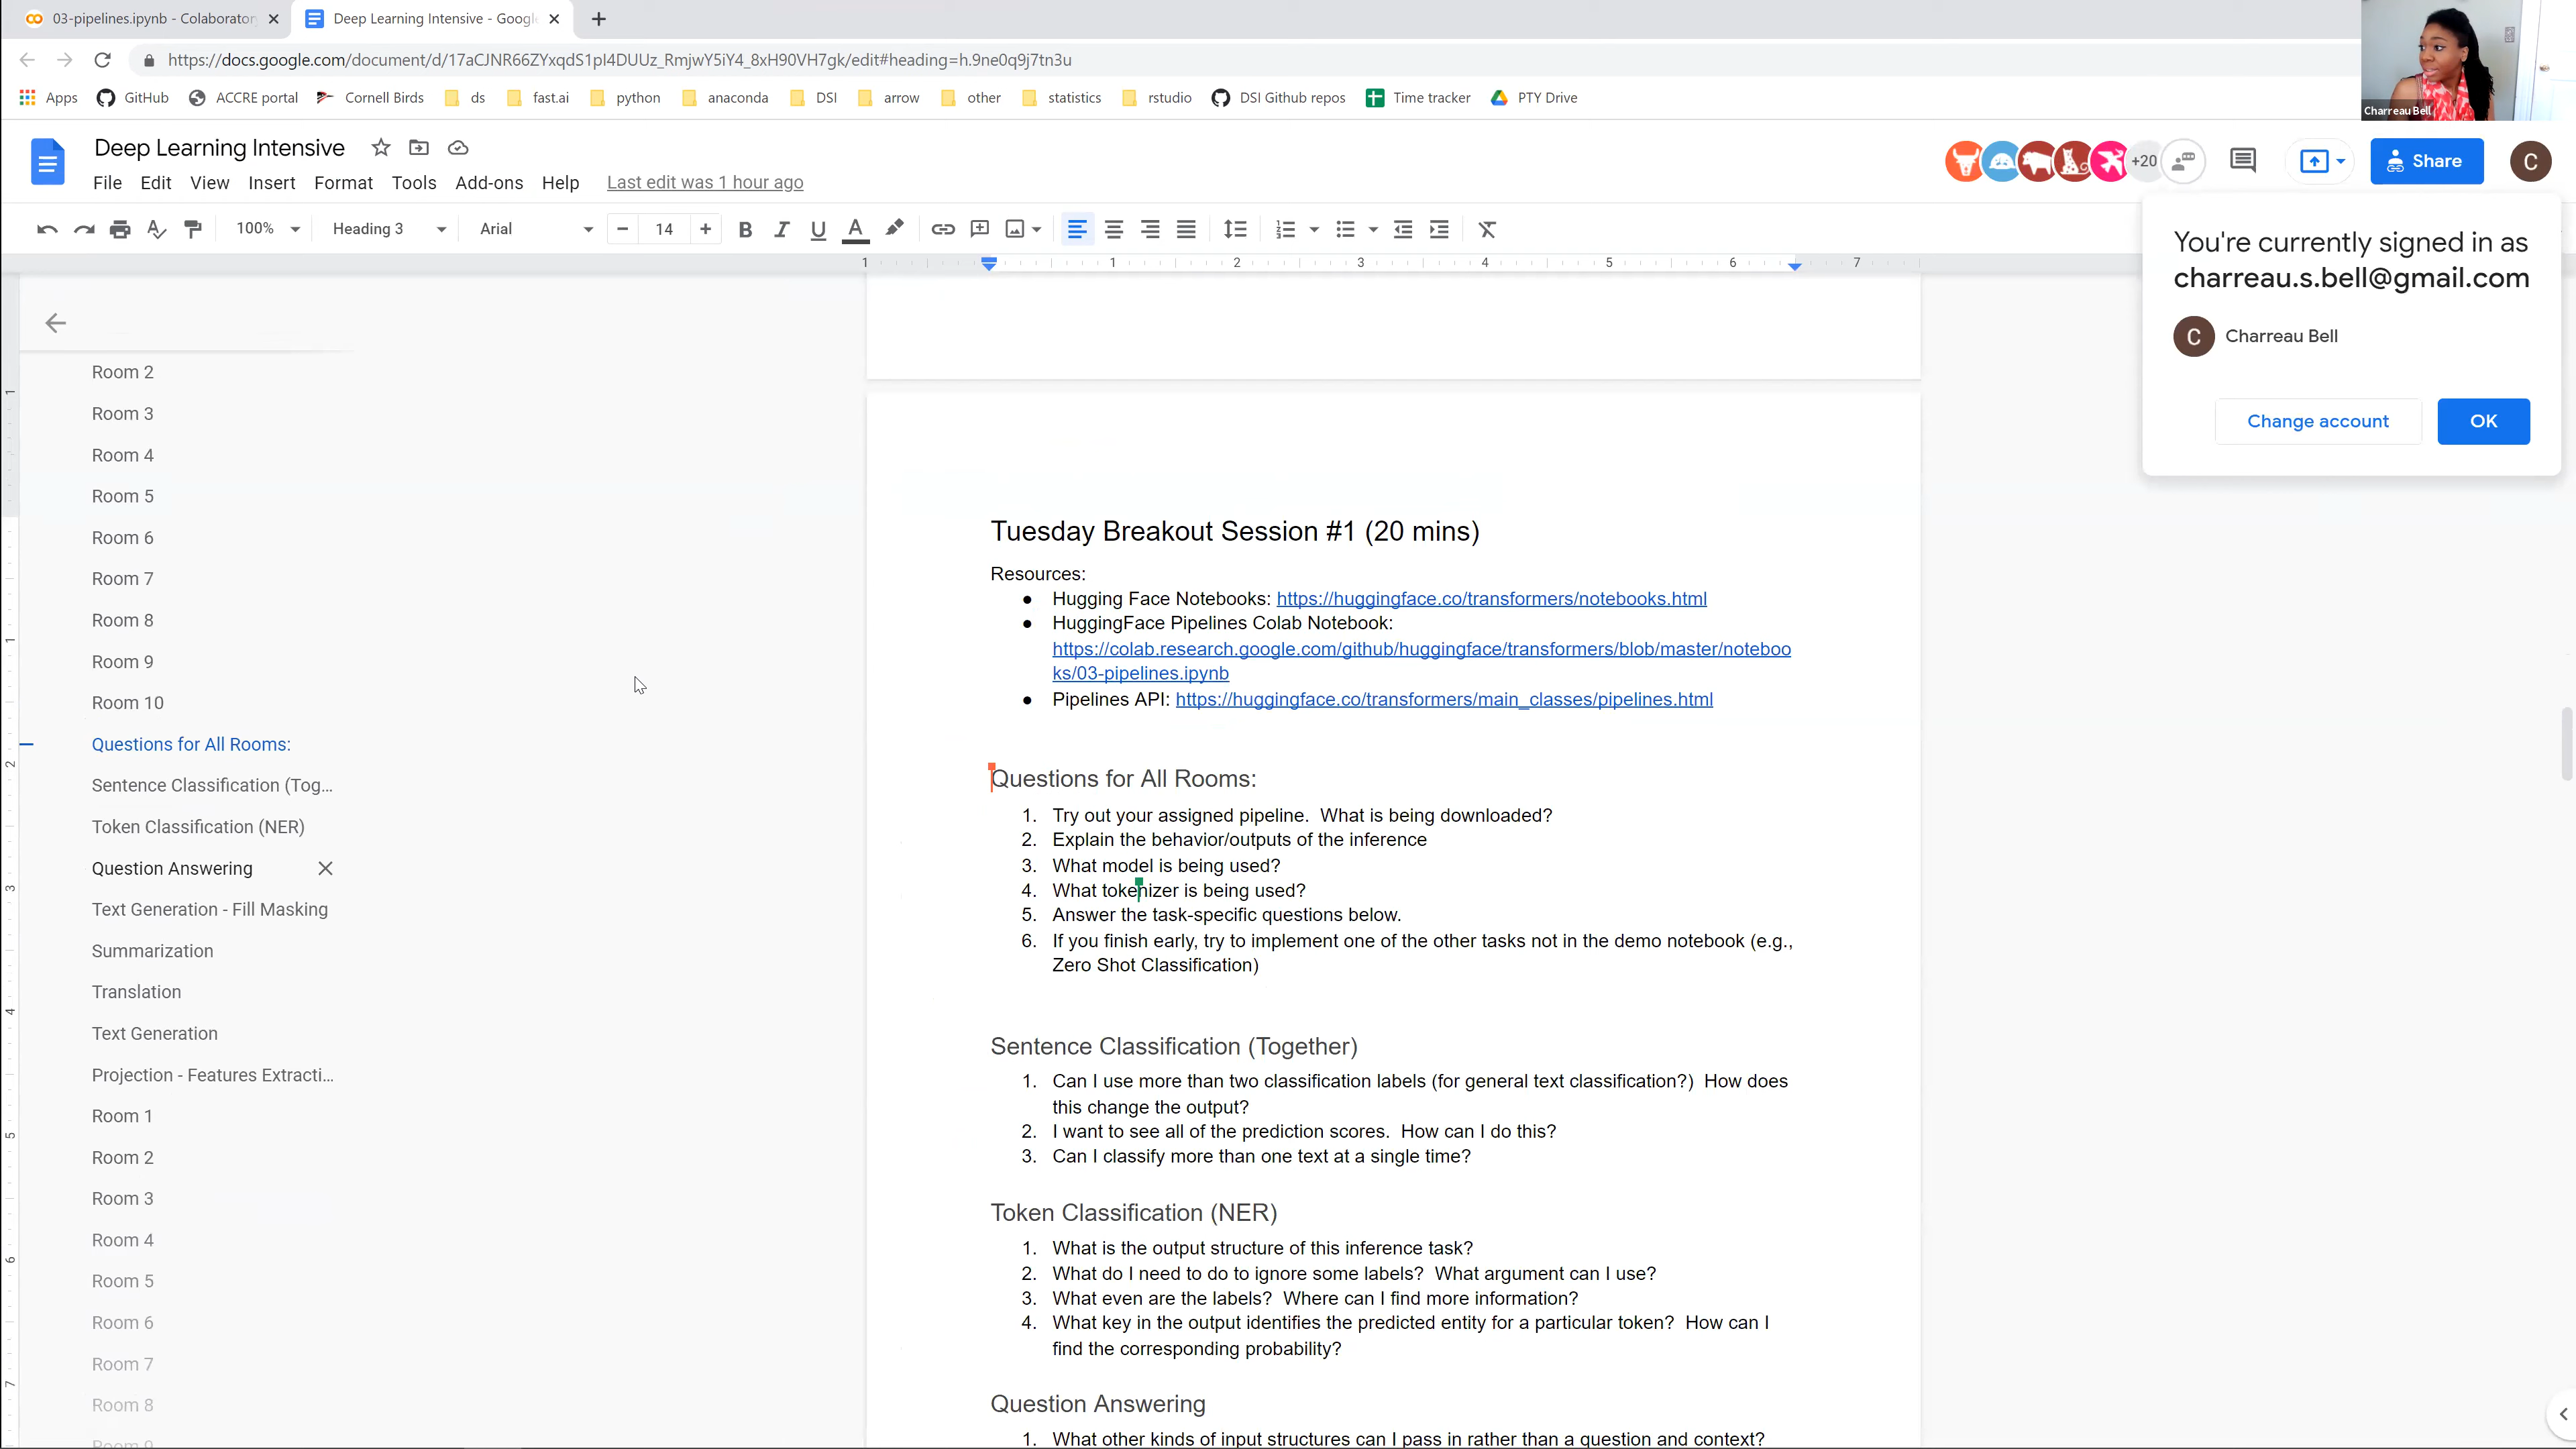 03-pipelines.ipynb - Colaborator
Deep Learning Intensive - Googl
https://docs.google.com/document/d/17aCJNR66ZYxqdS1pI4DUUz_RmjwY5iY4_8xH90VH7gk/edit#heading=h.9ne0q9j7tn3u
Apps GitHub ACCRE portal Cornell Birds ds fast.ai python anaconda DSI arrow other statistics rstudio DSI Github repos Time tracker PTY Drive
Charreau Bell
Deep Learning Intensive
+20
Share
C
File Edit View Insert Format Tools Add-ons Help Last edit was 1 hour ago
100% Heading 3 Arial 14
1 1 2 3 4 5 6 7
You're currently signed in as
charreau.s.bell@gmail.com
C Charreau Bell
Change account OK
Room 2
Room 3
Room 4
Room 5
Room 6
Room 7
Room 8
Room 9
Room 10
Questions for All Rooms:
Sentence Classification (Tog...
Token Classification (NER)
Question Answering
Text Generation - Fill Masking
Summarization
Translation
Text Generation
Projection - Features Extracti...
Room 1
Room 2
Room 3
Room 4
Room 5
Room 6
Room 7
Room 8
Room 9
Tuesday Breakout Session #1 (20 mins)
Resources:
● Hugging Face Notebooks: https://huggingface.co/transformers/notebooks.html
● HuggingFace Pipelines Colab Notebook:
https://colab.research.google.com/github/huggingface/transformers/blob/master/noteboo
ks/03-pipelines.ipynb
● Pipelines API: https://huggingface.co/transformers/main_classes/pipelines.html
Questions for All Rooms:
1. Try out your assigned pipeline. What is being downloaded?
2. Explain the behavior/outputs of the inference
3. What model is being used?
4. What tokenizer is being used?
5. Answer the task-specific questions below.
6. If you finish early, try to implement one of the other tasks not in the demo notebook (e.g.,
Zero Shot Classification)
Sentence Classification (Together)
1. Can I use more than two classification labels (for general text classification?) How does
this change the output?
2. I want to see all of the prediction scores. How can I do this?
3. Can I classify more than one text at a single time?
Token Classification (NER)
1. What is the output structure of this inference task?
2. What do I need to do to ignore some labels? What argument can I use?
3. What even are the labels? Where can I find more information?
4. What key in the output identifies the predicted entity for a particular token? How can I
find the corresponding probability?
Question Answering
1. What other kinds of input structures can I pass in rather than a question and context?